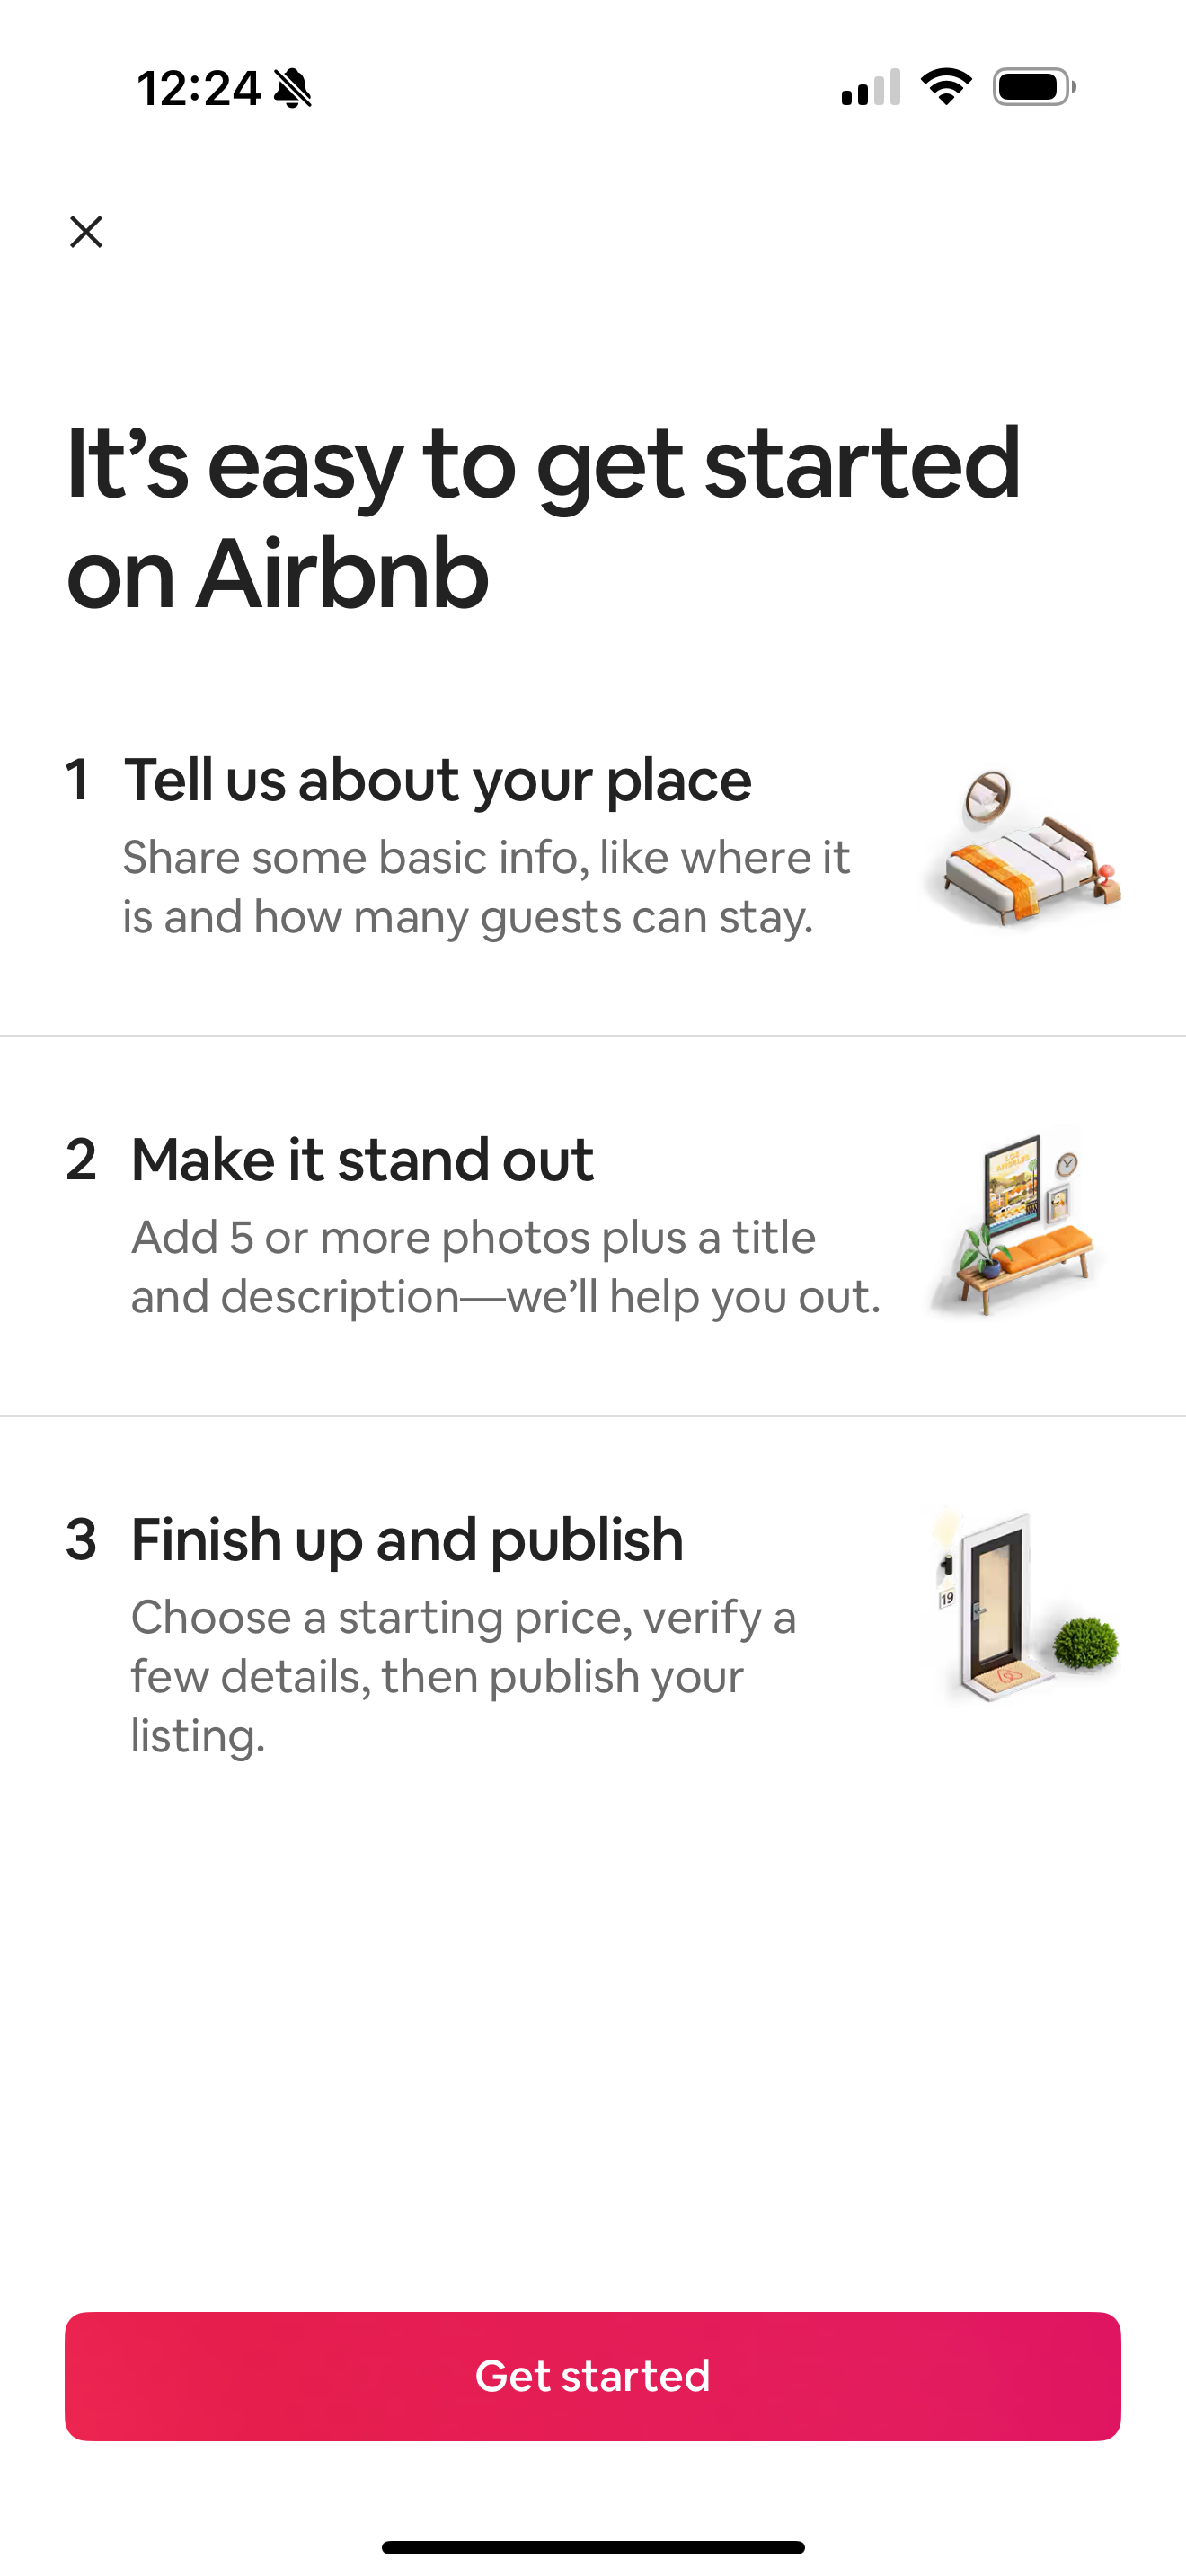 12:24
It’s easy to get started
on Airbnb
1 Tell us about your place
Share some basic info, like where it
is and how many guests can stay.
2 Make it stand out
Add 5 or more photos plus a title
and description—we’ll help you out.
LOS
ANGELES
3 Finish up and publish
Choose a starting price, verify a
few details, then publish your
listing.
19
Get started